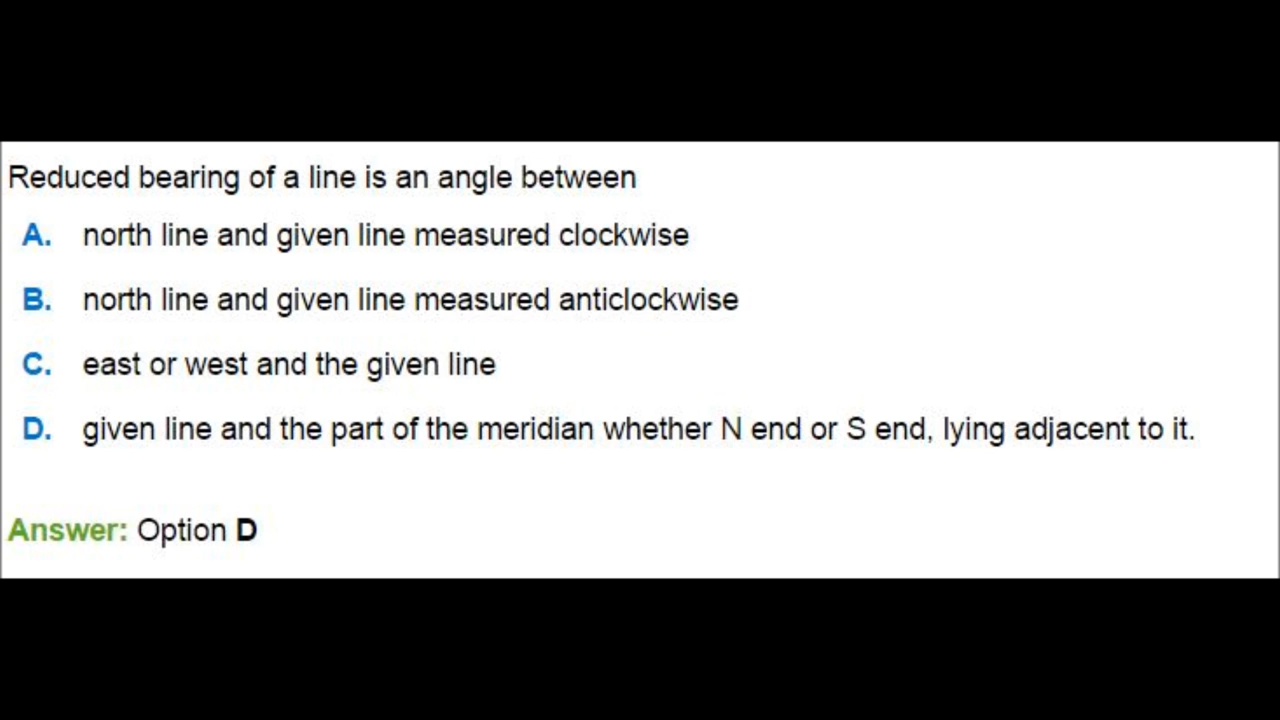 Reduced bearing of a line is an angle between
A. north line and given line measured clockwise
B. north line and given line measured anticlockwise
C. east or west and the given line
D. given line and the part of the meridian whether N end or S end, lying adjacent to it.
Answer: Option D